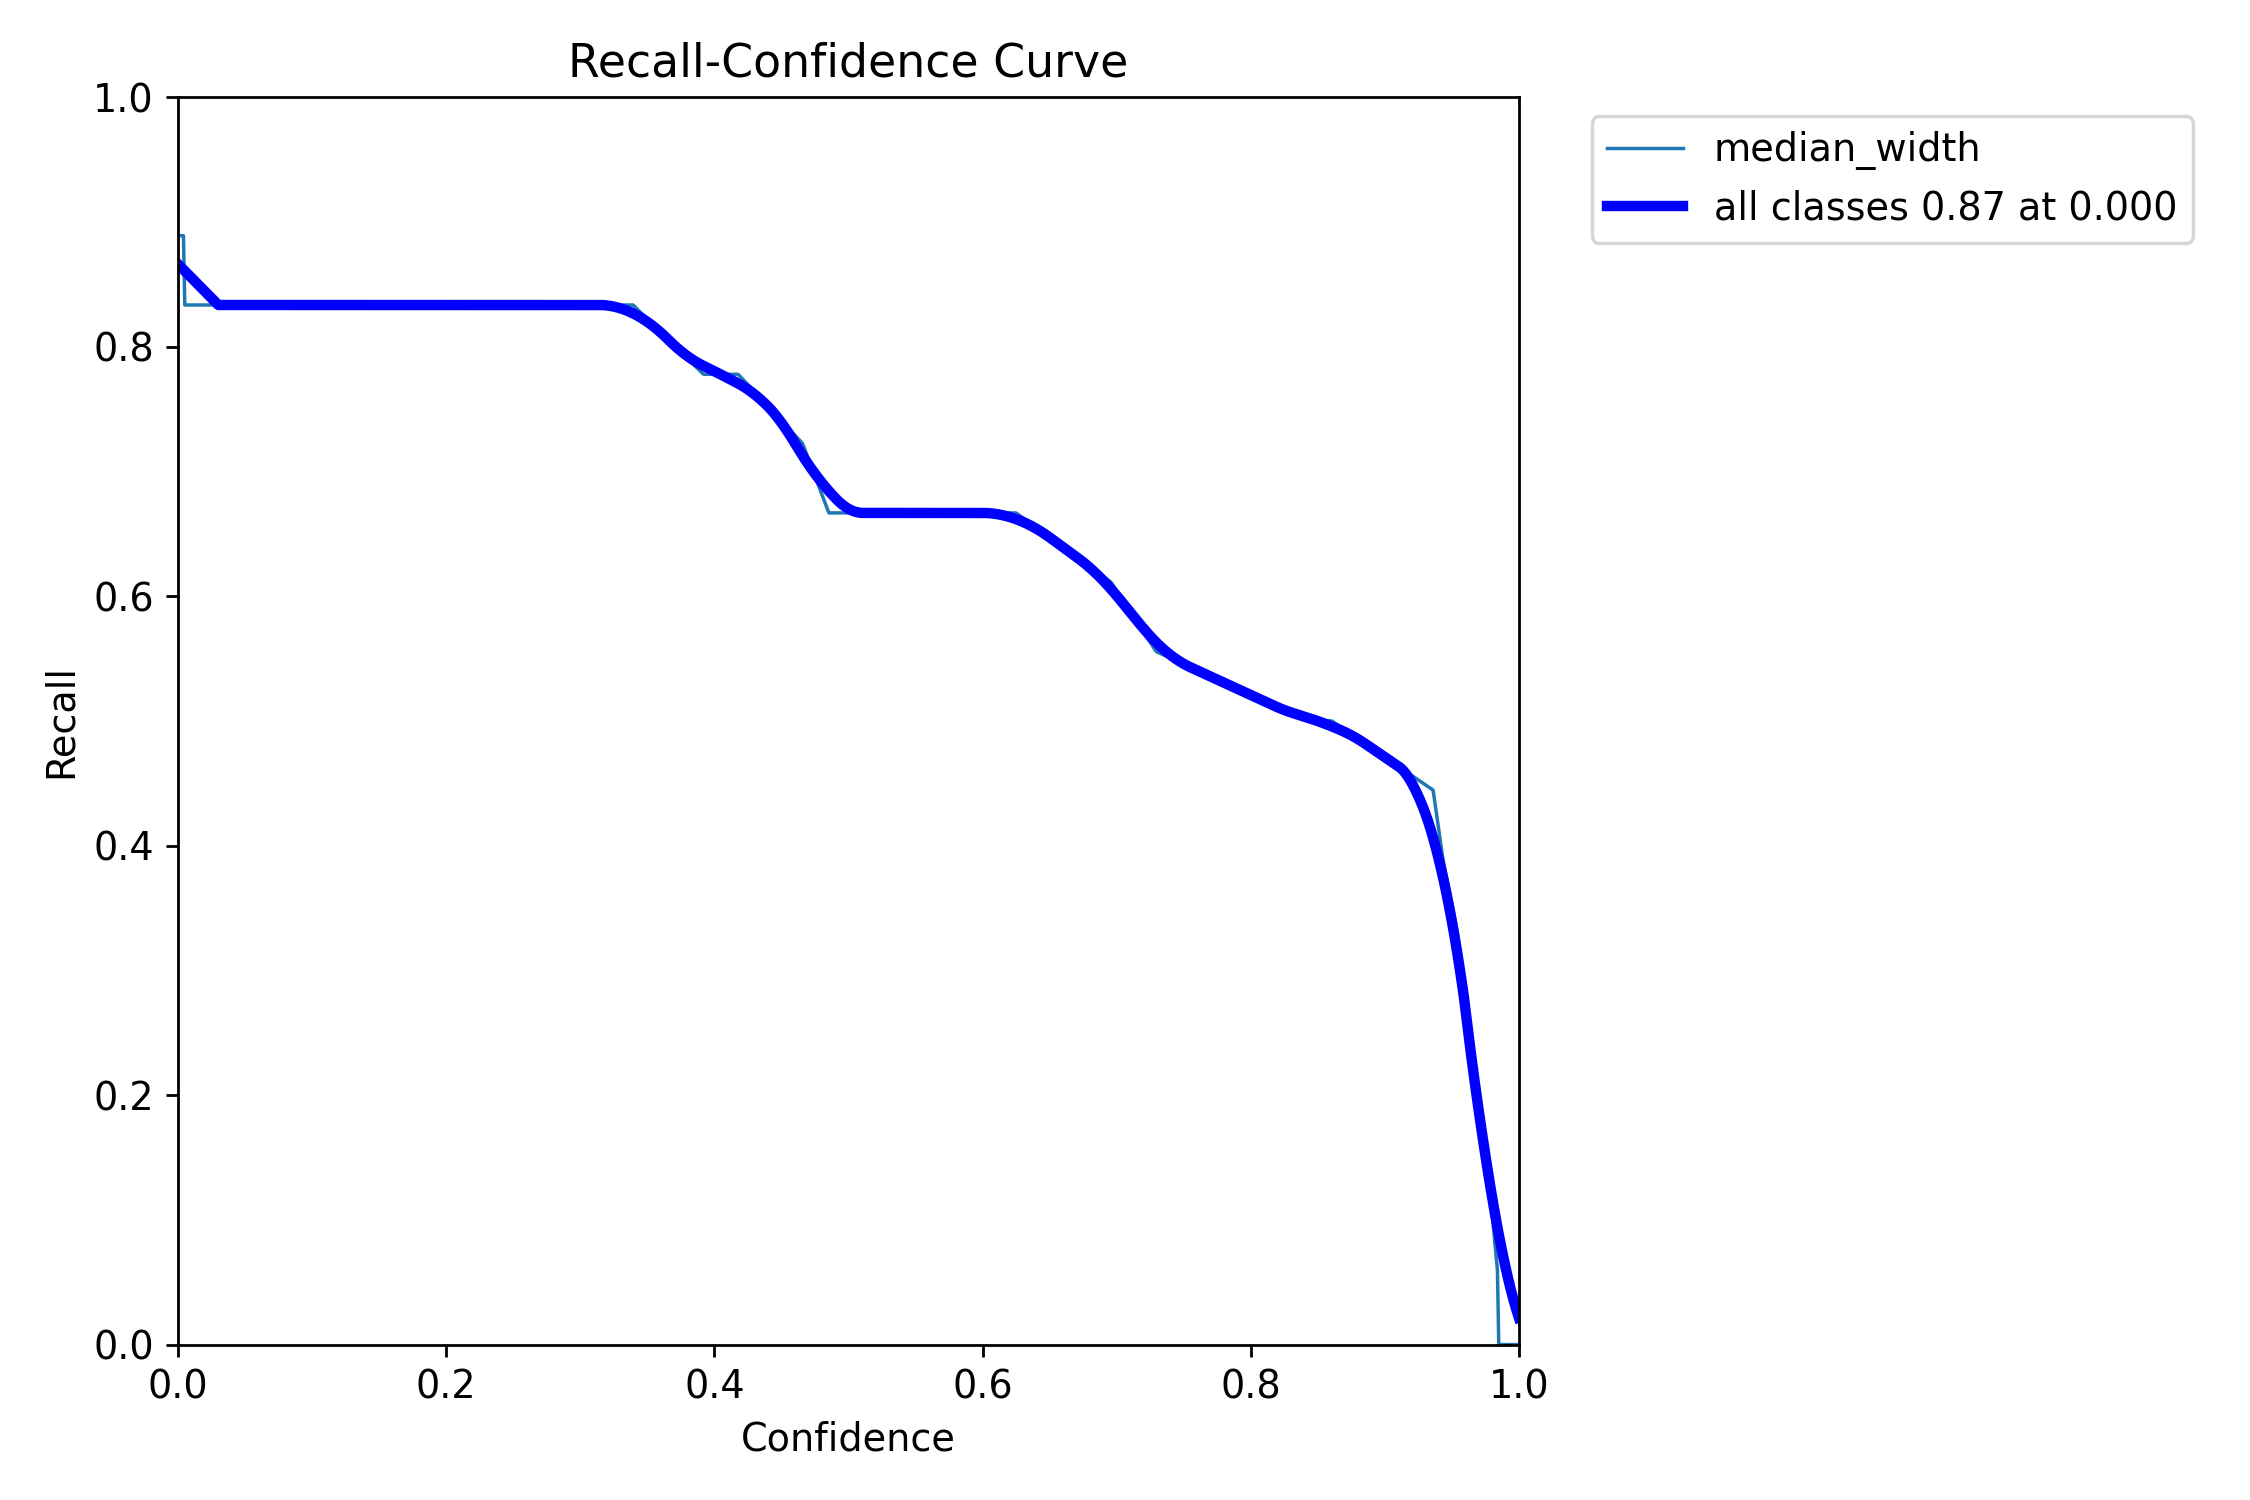 Recall-Confidence Curve
1.0
0.8
0.6
0.4
0.2
0.0
Recall
0.0 0.2 0.4 0.6 0.8 1.0
Confidence
median_width
all classes 0.87 at 0.000